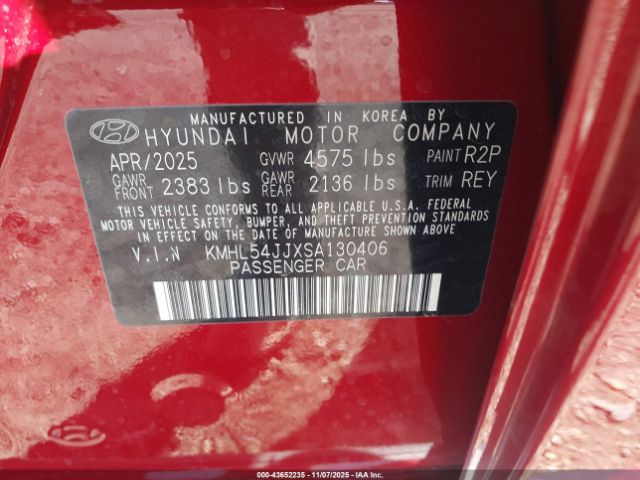 MANUFACTURED IN KOREA BY
HYUNDAI MOTOR COMPANY
APR/2025 GVWR 4575 lbs PAINT R2P
GAWR FRONT 2383 lbs GAWR REAR 2136 lbs TRIM REY
THIS VEHICLE CONFORMS TO ALL APPLICABLE U.S.A. FEDERAL
MOTOR VEHICLE SAFETY, BUMPER, AND THEFT PREVENTION STANDARDS
IN EFFECT ON THE DATE OF MANUFACTURE SHOWN ABOVE
V.I.N KMHL54JJXSA130406
PASSENGER CAR
000-43652235 - 11/07/2025 - IAA, Inc.